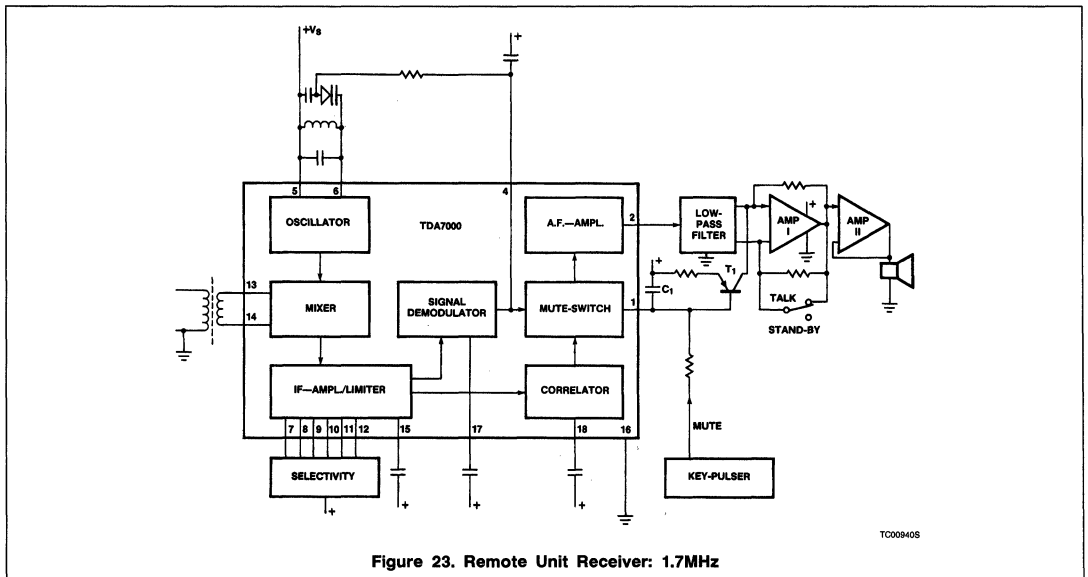 +VS
+
5
6
4
TDA7000
OSCILLATOR
A.F.—AMPL.
2
LOW-
PASS
FILTER
+
AMP
I
AMP
II
+
T1
C1
13
14
MIXER
SIGNAL
DEMODULATOR
MUTE-SWITCH
1
TALK
STAND-BY
IF—AMPL./LIMITER
CORRELATOR
7
8
9
10
11
12
15
17
18
16
MUTE
SELECTIVITY
+
+
+
+
KEY-PULSER
TC00940S
Figure 23. Remote Unit Receiver: 1.7MHz